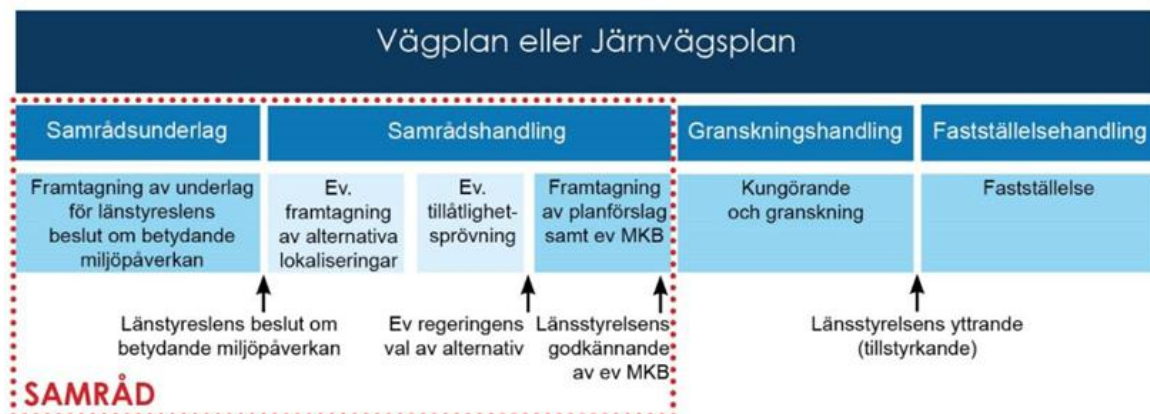 Vägplan eller Järnvägsplan
Samrådsunderlag
Samrådshandling
Granskningshandling
Fastställelsehandling
Framtagning av underlag
för länstyreslens
beslut om betydande
miljöpåverkan
Ev.
framtagning
av alternativa
lokaliseringar
Ev.
tillåtlighet-
sprövning
Framtagning
av planförslag
samt ev MKB
Kungörande
och granskning
Fastställelse
Länstyreslens beslut om
betydande miljöpåverkan
Ev regeringens
val av alternativ
Länsstyrelsens
godkännande
av ev MKB
Länsstyrelsens yttrande
(tillstyrkande)
SAMRÅD